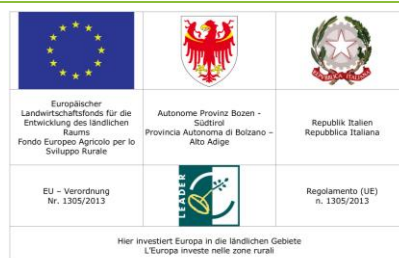 REPVBBLICA ITALIANA
Europäischer
Landwirtschaftsfonds für die
Entwicklung des ländlichen
Raums
Fondo Europeo Agricolo per lo
Sviluppo Rurale
Autonome Provinz Bozen -
Südtirol
Provincia Autonoma di Bolzano –
Alto Adige
Republik Italien
Repubblica Italiana
EU – Verordnung
Nr. 1305/2013
LEADER
Regolamento (UE)
n. 1305/2013
Hier investiert Europa in die ländlichen Gebiete
L'Europa investe nelle zone rurali